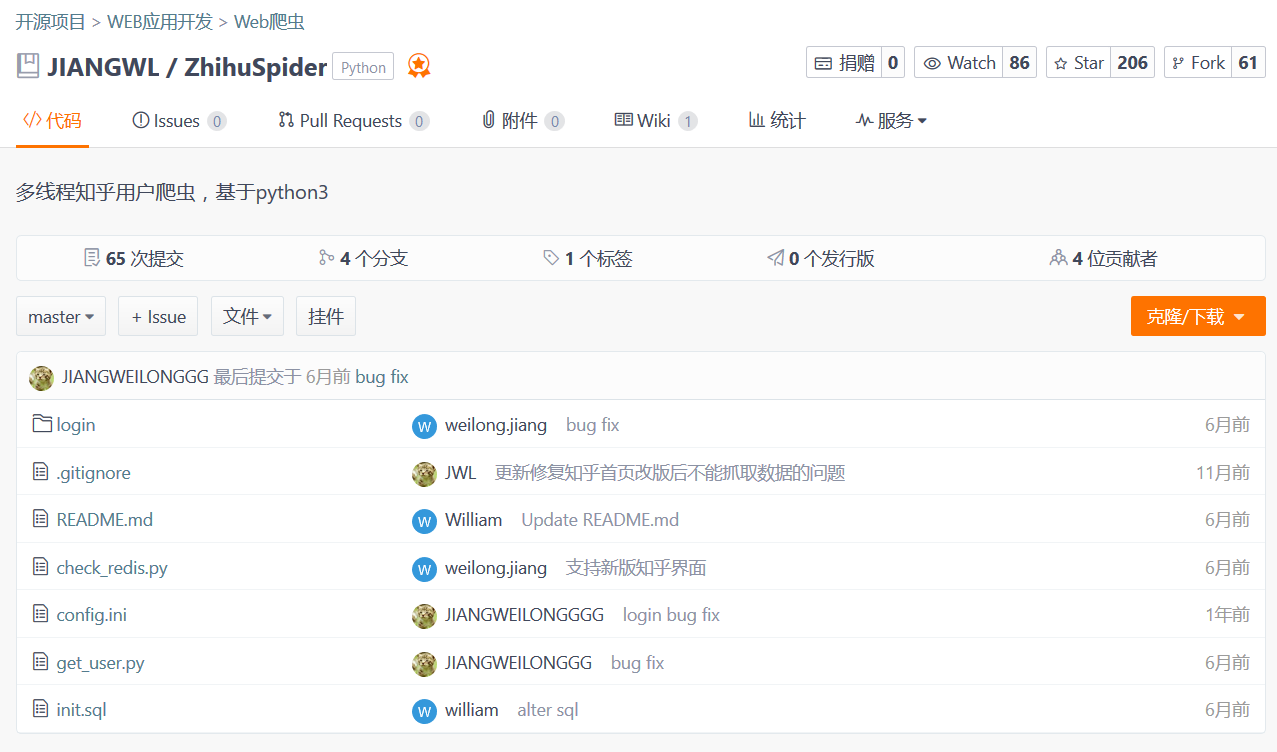 开源项目 > WEB应用开发 > Web爬虫
JIANGWL / ZhihuSpider Python 捐赠 0 Watch 86 Star 206 Fork 61
代码 Issues 0 Pull Requests 0 附件 0 Wiki 1 统计 服务
多线程知乎用户爬虫，基于python3
65 次提交 4 个分支 1 个标签 0 个发行版 4 位贡献者
master + Issue 文件 挂件 克隆/下载
JIANGWEILONGGG 最后提交于 6月前 bug fix
login W weilong.jiang bug fix 6月前
.gitignore JWL 更新修复知乎首页改版后不能抓取数据的问题 11月前
README.md W William Update README.md 6月前
check_redis.py W weilong.jiang 支持新版知乎界面 6月前
config.ini JIANGWEILONGGGG login bug fix 1年前
get_user.py JIANGWEILONGGG bug fix 6月前
init.sql W william alter sql 6月前